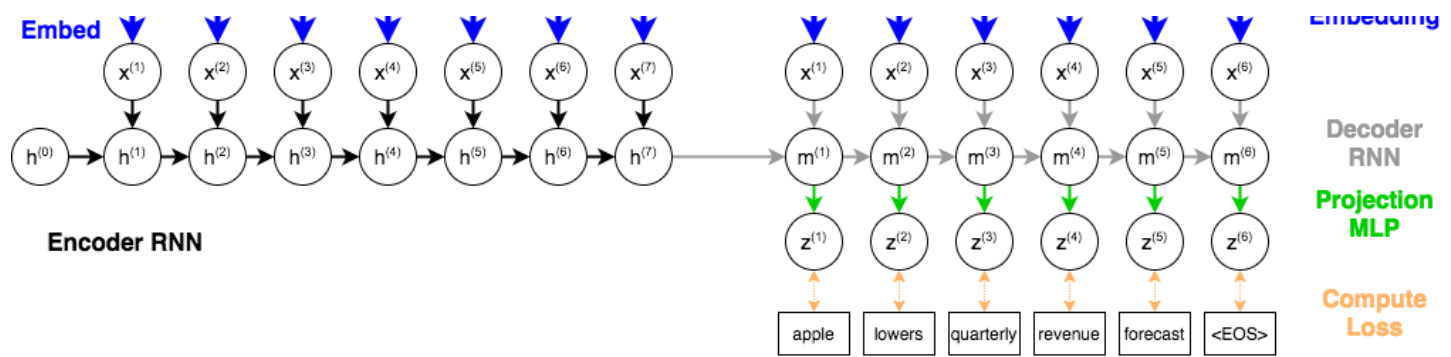 Embed
Embedding
x(1) x(2) x(3) x(4) x(5) x(6) x(7) x(1) x(2) x(3) x(4) x(5) x(6)
h(0) h(1) h(2) h(3) h(4) h(5) h(6) h(7) m(1) m(2) m(3) m(4) m(5) m(6)
Decoder
RNN
Encoder RNN
z(1) z(2) z(3) z(4) z(5) z(6)
Projection
MLP
apple lowers quarterly revenue forecast <EOS>
Compute
Loss